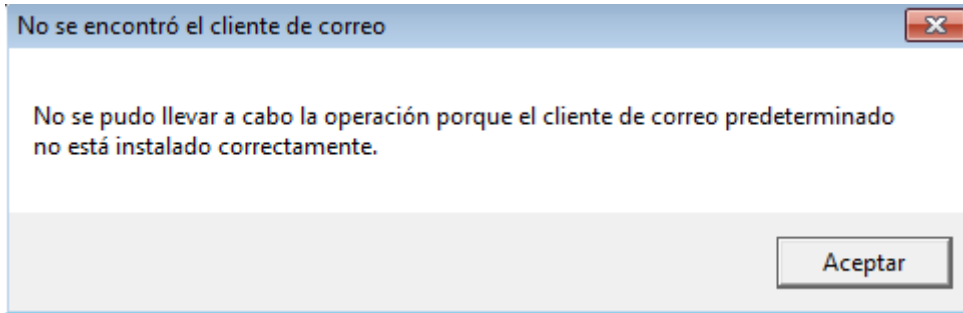 No se encontró el cliente de correo
No se pudo llevar a cabo la operación porque el cliente de correo predeterminado
no está instalado correctamente.
Aceptar